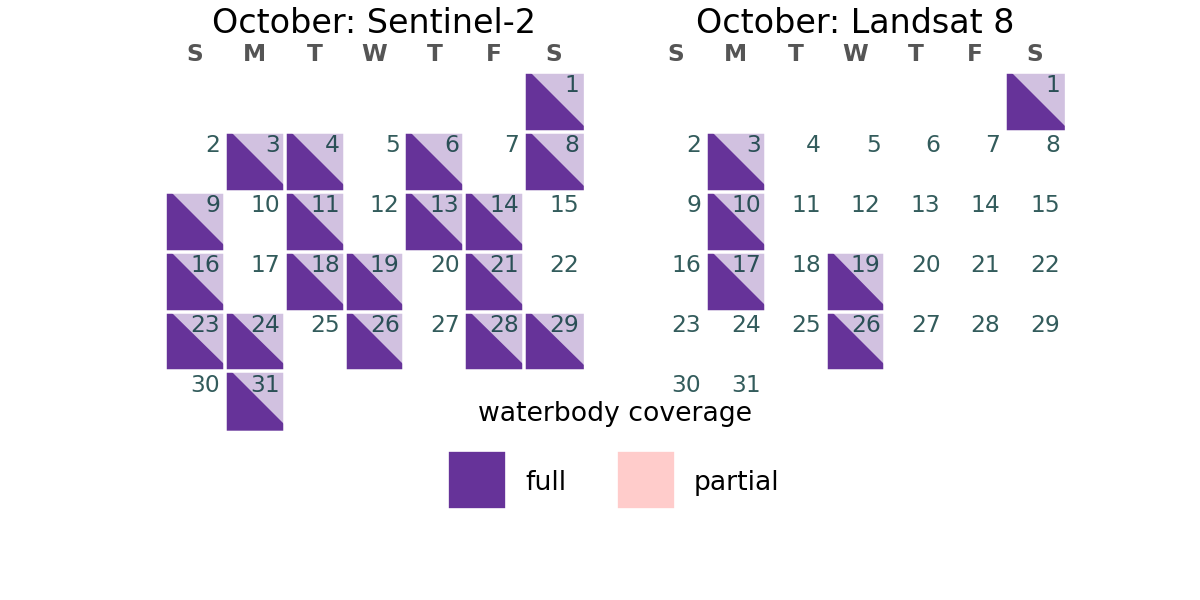 October: Sentinel-2
S M T W T F S
1
2 3 4 5 6 7 8
9 10 11 12 13 14 15
16 17 18 19 20 21 22
23 24 25 26 27 28 29
30 31
October: Landsat 8
S M T W T F S
1
2 3 4 5 6 7 8
9 10 11 12 13 14 15
16 17 18 19 20 21 22
23 24 25 26 27 28 29
30 31
waterbody coverage
full partial